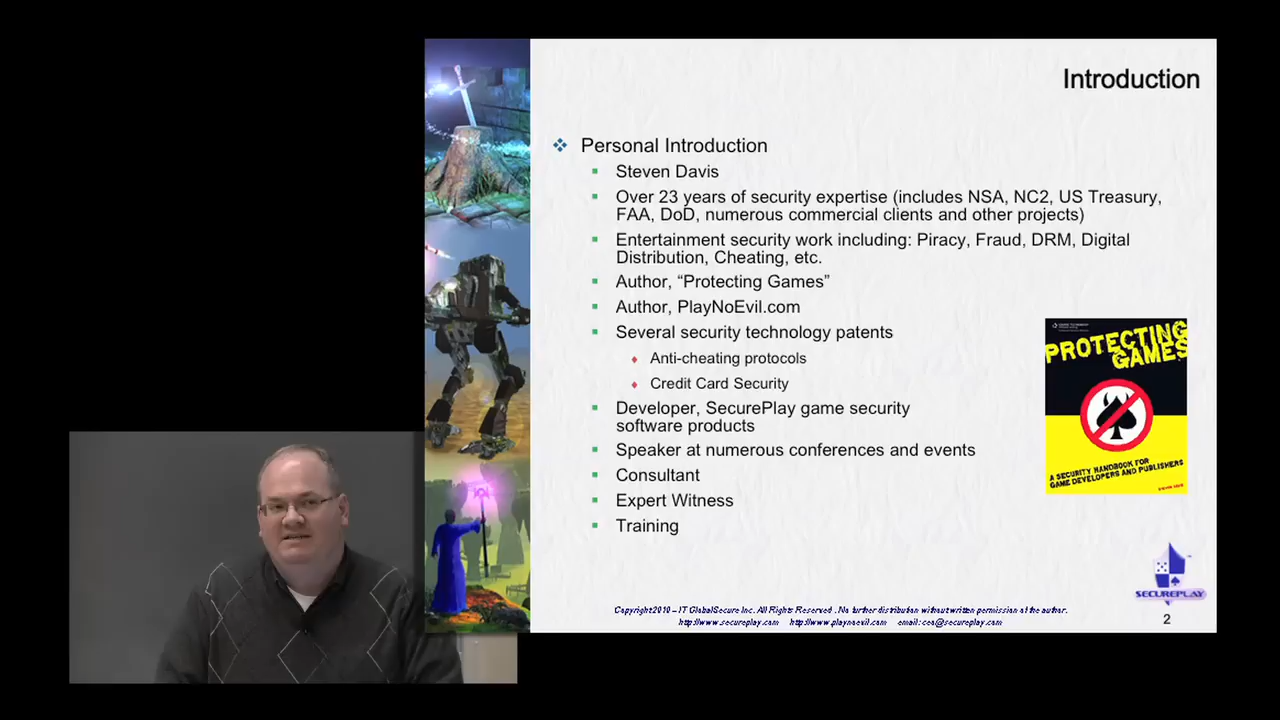 Introduction
Personal Introduction
Steven Davis
Over 23 years of security expertise (includes NSA, NC2, US Treasury,
FAA, DoD, numerous commercial clients and other projects)
Entertainment security work including: Piracy, Fraud, DRM, Digital
Distribution, Cheating, etc.
Author, “Protecting Games”
Author, PlayNoEvil.com
Several security technology patents
Anti-cheating protocols
Credit Card Security
Developer, SecurePlay game security
software products
Speaker at numerous conferences and events
Consultant
Expert Witness
Training
PROTECTING
GAMES
A SECURITY HANDBOOK FOR
GAME DEVELOPERS AND PUBLISHERS
SECUREPLAY
Copyright 2010 – IT GlobalSecure Inc. All Rights Reserved. No further distribution without written permission of the author.
http://www.secureplay.com http://www.playnoevil.com email: ceo@secureplay.com
2